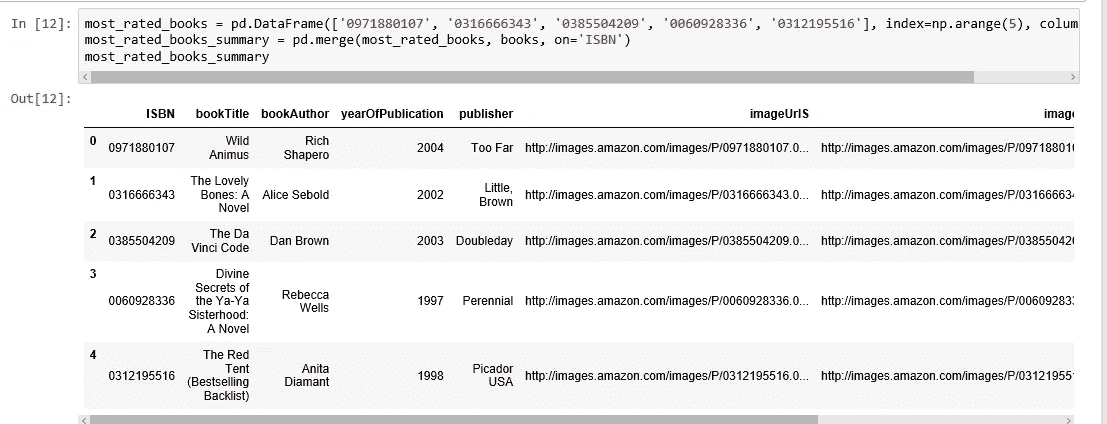 In [12]: most_rated_books = pd.DataFrame(['0971880107', '0316666343', '0385504209', '0060928336', '0312195516'], index=np.arange(5), colum
most_rated_books_summary = pd.merge(most_rated_books, books, on='ISBN')
most_rated_books_summary
Out[12]:
ISBN bookTitle bookAuthor yearOfPublication publisher imageUrlS image
0 0971880107 Wild Animus Rich Shapero 2004 Too Far http://images.amazon.com/images/P/0971880107.0... http://images.amazon.com/images/P/09718801
1 0316666343 The Lovely Bones: A Novel Alice Sebold 2002 Little, Brown http://images.amazon.com/images/P/0316666343.0... http://images.amazon.com/images/P/03166663
2 0385504209 The Da Vinci Code Dan Brown 2003 Doubleday http://images.amazon.com/images/P/0385504209.0... http://images.amazon.com/images/P/03855042
3 0060928336 Divine Secrets of the Ya-Ya Sisterhood: A Novel Rebecca Wells 1997 Perennial http://images.amazon.com/images/P/0060928336.0... http://images.amazon.com/images/P/00609283
4 0312195516 The Red Tent (Bestselling Backlist) Anita Diamant 1998 Picador USA http://images.amazon.com/images/P/0312195516.0... http://images.amazon.com/images/P/03121955